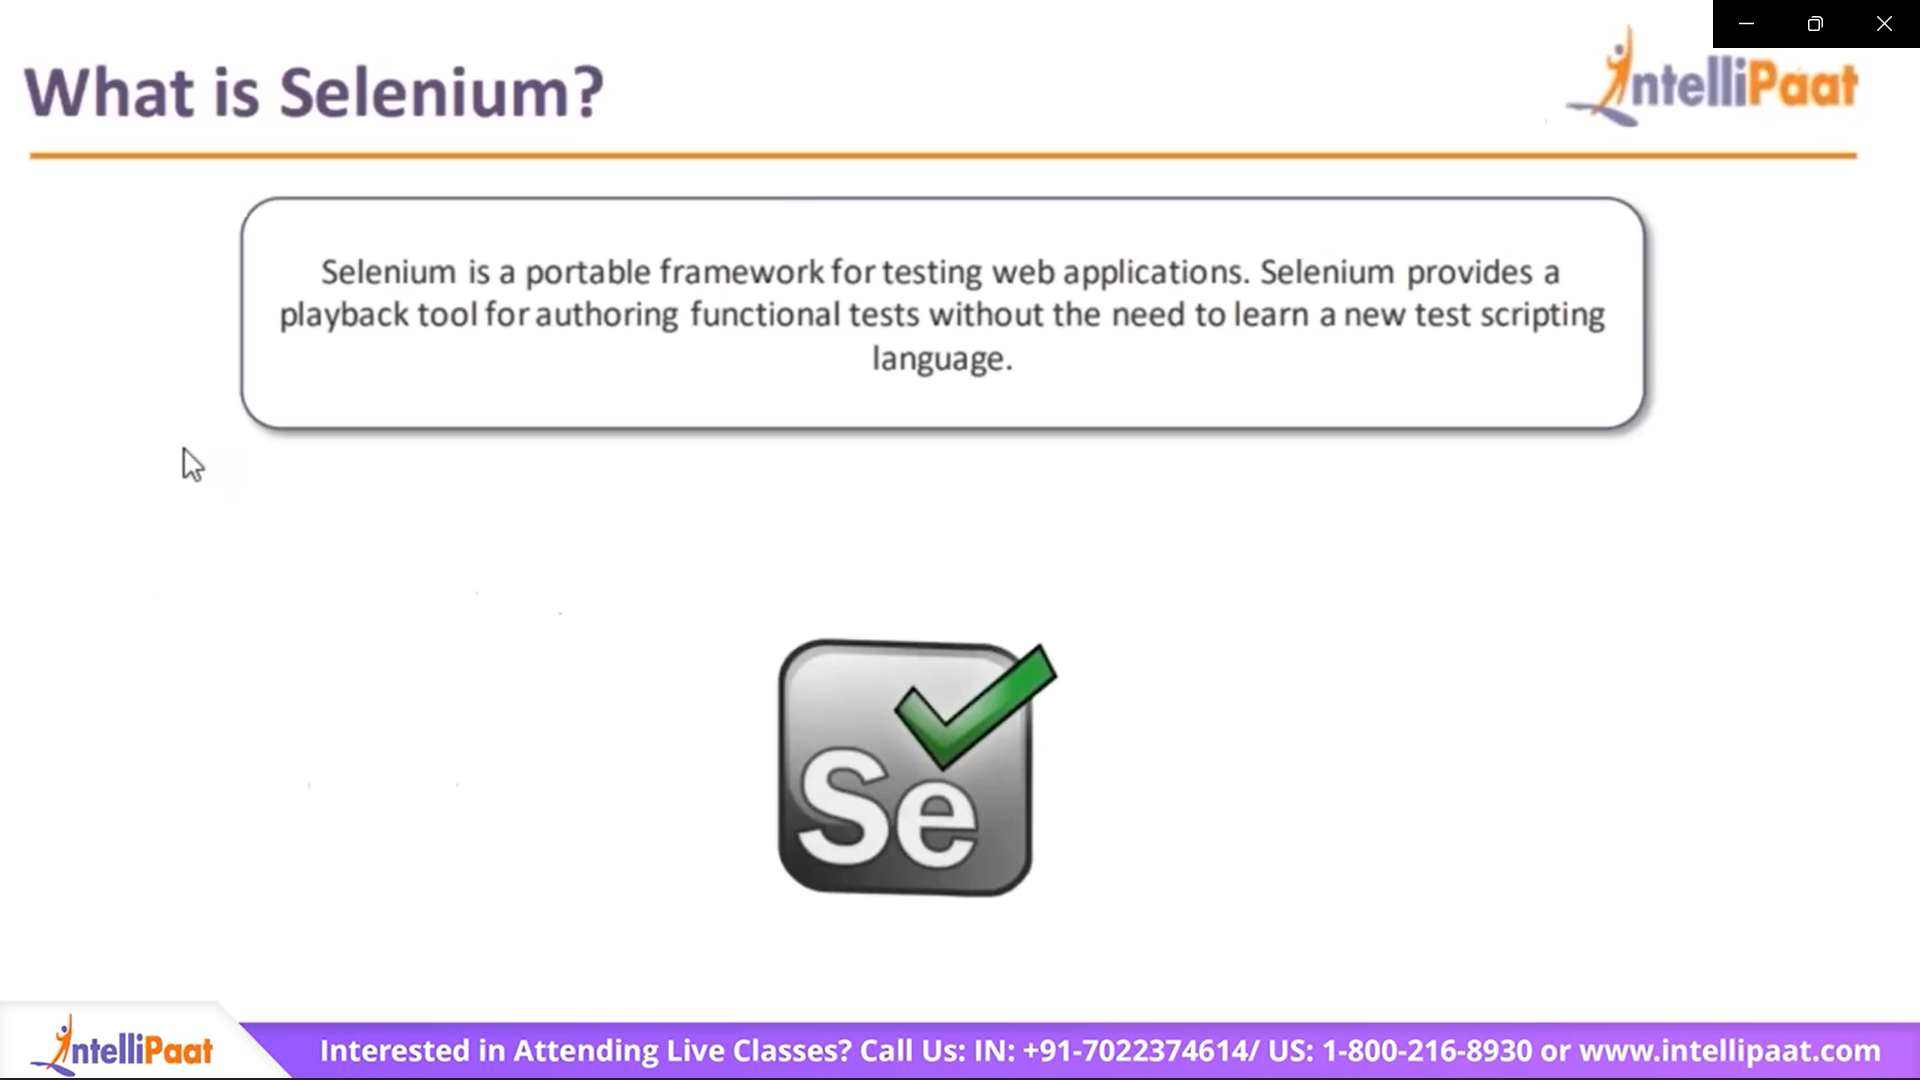 What is Selenium?
IntelliPaat
Selenium is a portable framework for testing web applications. Selenium provides a
playback tool for authoring functional tests without the need to learn a new test scripting
language.
Se
IntelliPaat
Interested in Attending Live Classes? Call Us: IN: +91-7022374614/ US: 1-800-216-8930 or www.intellipaat.com